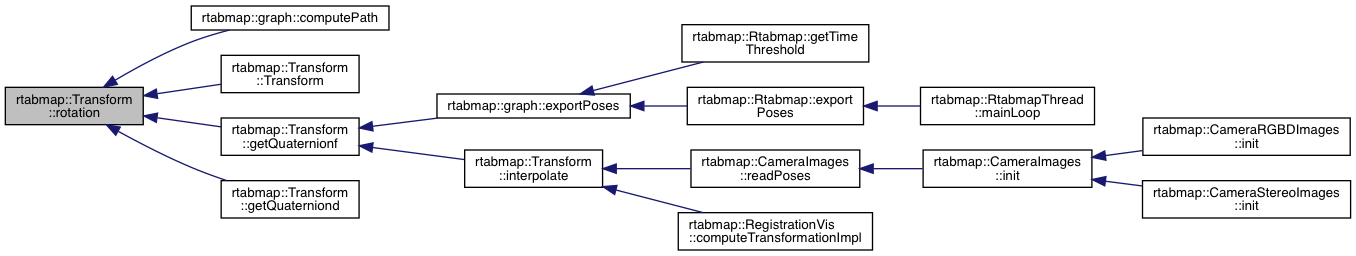 rtabmap::graph::computePath
rtabmap::Transform
::Transform
rtabmap::Transform
::rotation
rtabmap::Transform
::getQuaternionf
rtabmap::Transform
::getQuaterniond
rtabmap::graph::exportPoses
rtabmap::Transform
::interpolate
rtabmap::Rtabmap::getTime
Threshold
rtabmap::Rtabmap::export
Poses
rtabmap::CameraImages
::readPoses
rtabmap::RegistrationVis
::computeTransformationImpl
rtabmap::RtabmapThread
::mainLoop
rtabmap::CameraImages
::init
rtabmap::CameraRGBDImages
::init
rtabmap::CameraStereoImages
::init